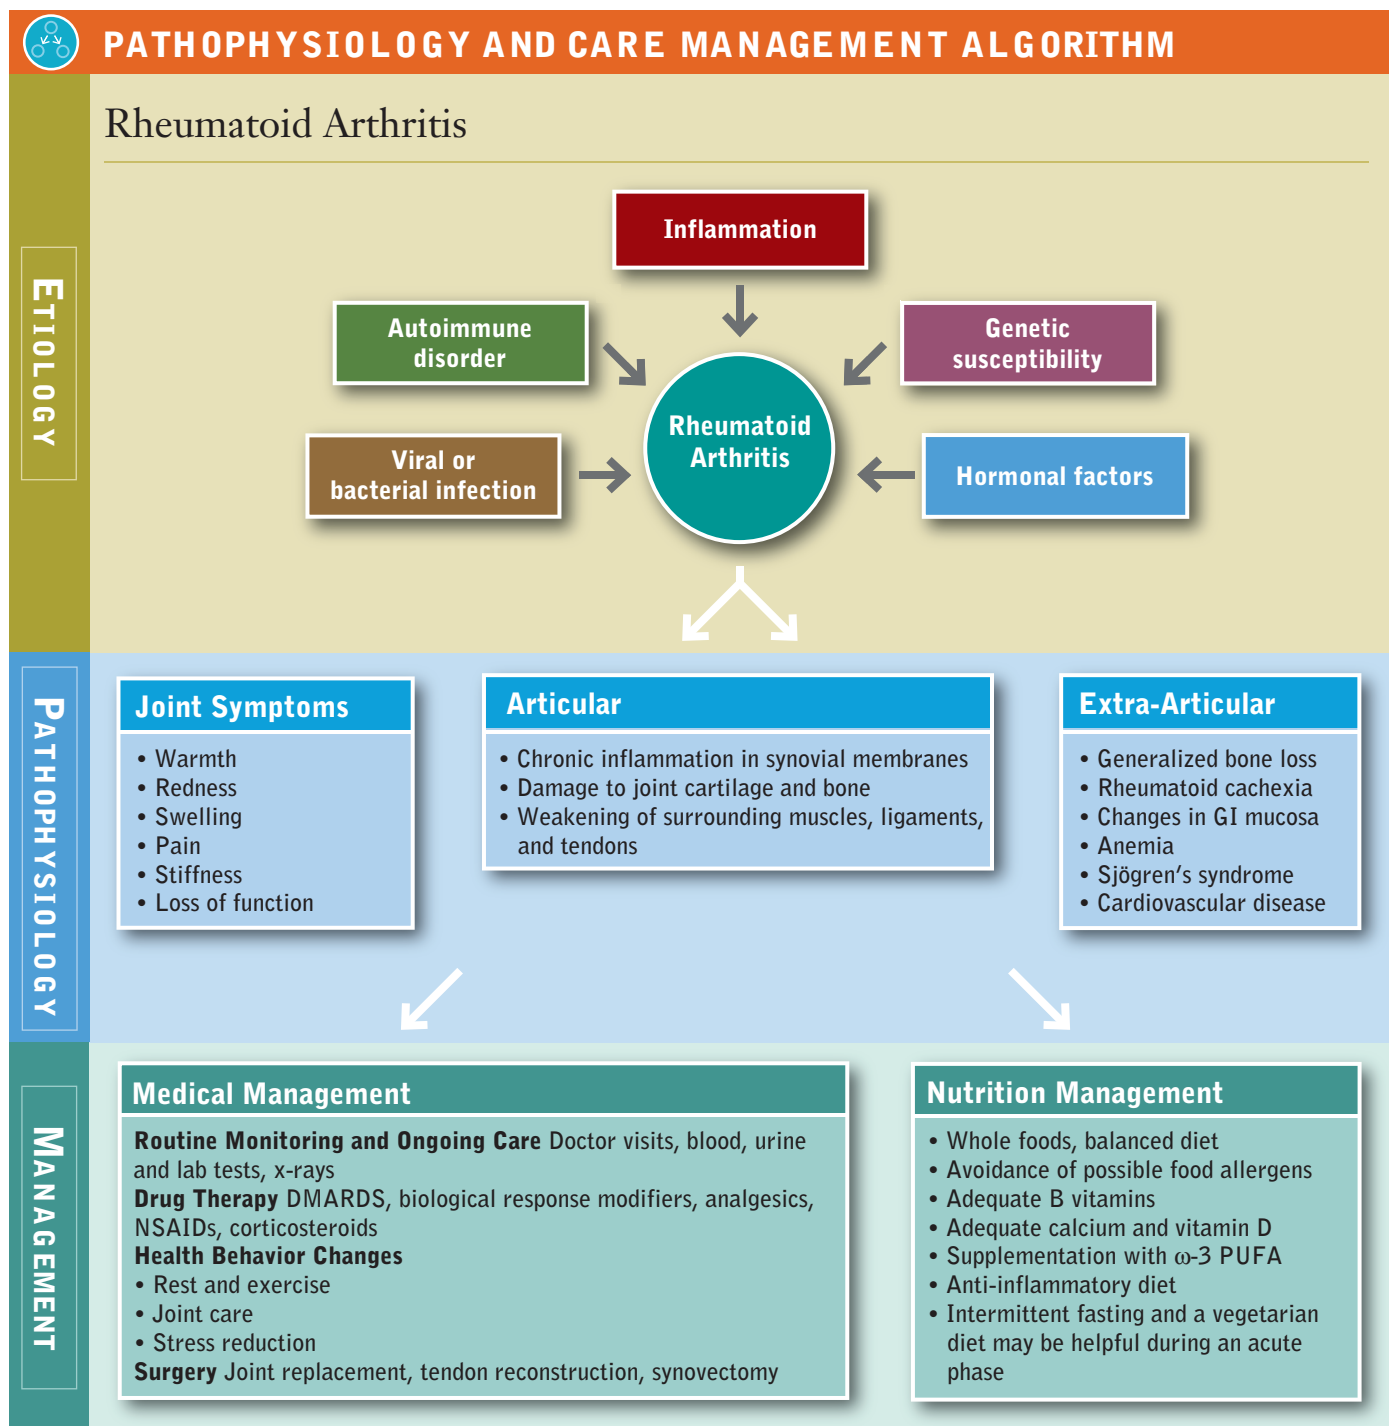 PATHOPHYSIOLOGY AND CARE MANAGEMENT ALGORITHM
ETIOLOGY
Rheumatoid Arthritis
Inflammation
Autoimmune
disorder
Genetic
susceptibility
Rheumatoid
Arthritis
Viral or
bacterial infection
Hormonal factors
PATHOPHYSIOLOGY
Joint Symptoms
• Warmth
• Redness
• Swelling
• Pain
• Stiffness
• Loss of function
Articular
• Chronic inflammation in synovial membranes
• Damage to joint cartilage and bone
• Weakening of surrounding muscles, ligaments,
and tendons
Extra-Articular
• Generalized bone loss
• Rheumatoid cachexia
• Changes in GI mucosa
• Anemia
• Sjögren's syndrome
• Cardiovascular disease
MANAGEMENT
Medical Management
Routine Monitoring and Ongoing Care Doctor visits, blood, urine
and lab tests, x-rays
Drug Therapy DMARDS, biological response modifiers, analgesics,
NSAIDs, corticosteroids
Health Behavior Changes
• Rest and exercise
• Joint care
• Stress reduction
Surgery Joint replacement, tendon reconstruction, synovectomy
Nutrition Management
• Whole foods, balanced diet
• Avoidance of possible food allergens
• Adequate B vitamins
• Adequate calcium and vitamin D
• Supplementation with ω-3 PUFA
• Anti-inflammatory diet
• Intermittent fasting and a vegetarian
diet may be helpful during an acute
phase